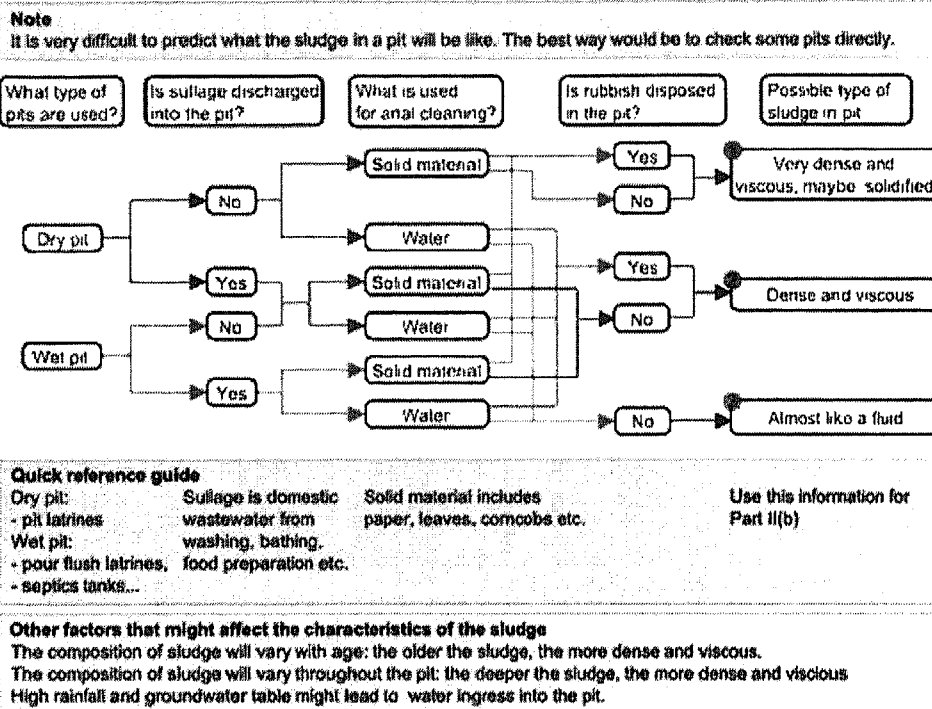 Note
It is very difficult to predict what the sludge in a pit will be like. The best way would be to check some pits directly.
What type of
pits are used?
Is sullage discharged
into the pit?
What is used
for anal cleaning?
Is rubbish disposed
in the pit?
Possible type of
sludge in pit
Solid material
Yes
Very dense and
viscous, maybe solidified
No
No
Dry pit
Water
Yes
Solid material
Yes
Dense and viscous
No
Water
No
Wet pit
Solid material
Yes
Water
No
Almost like a fluid
Quick reference guide
Dry pit:
- pit latrines
Wet pit:
- pour flush latrines,
- septics tanks...
Sullage is domestic
wastewater from
washing, bathing,
food preparation etc.
Solid material includes
paper, leaves, corncobs etc.
Use this information for
Part II(b)
Other factors that might affect the characteristics of the sludge
The composition of sludge will vary with age: the older the sludge, the more dense and viscous.
The composition of sludge will vary throughout the pit: the deeper the sludge, the more dense and viscious
High rainfall and groundwater table might lead to water ingress into the pit.